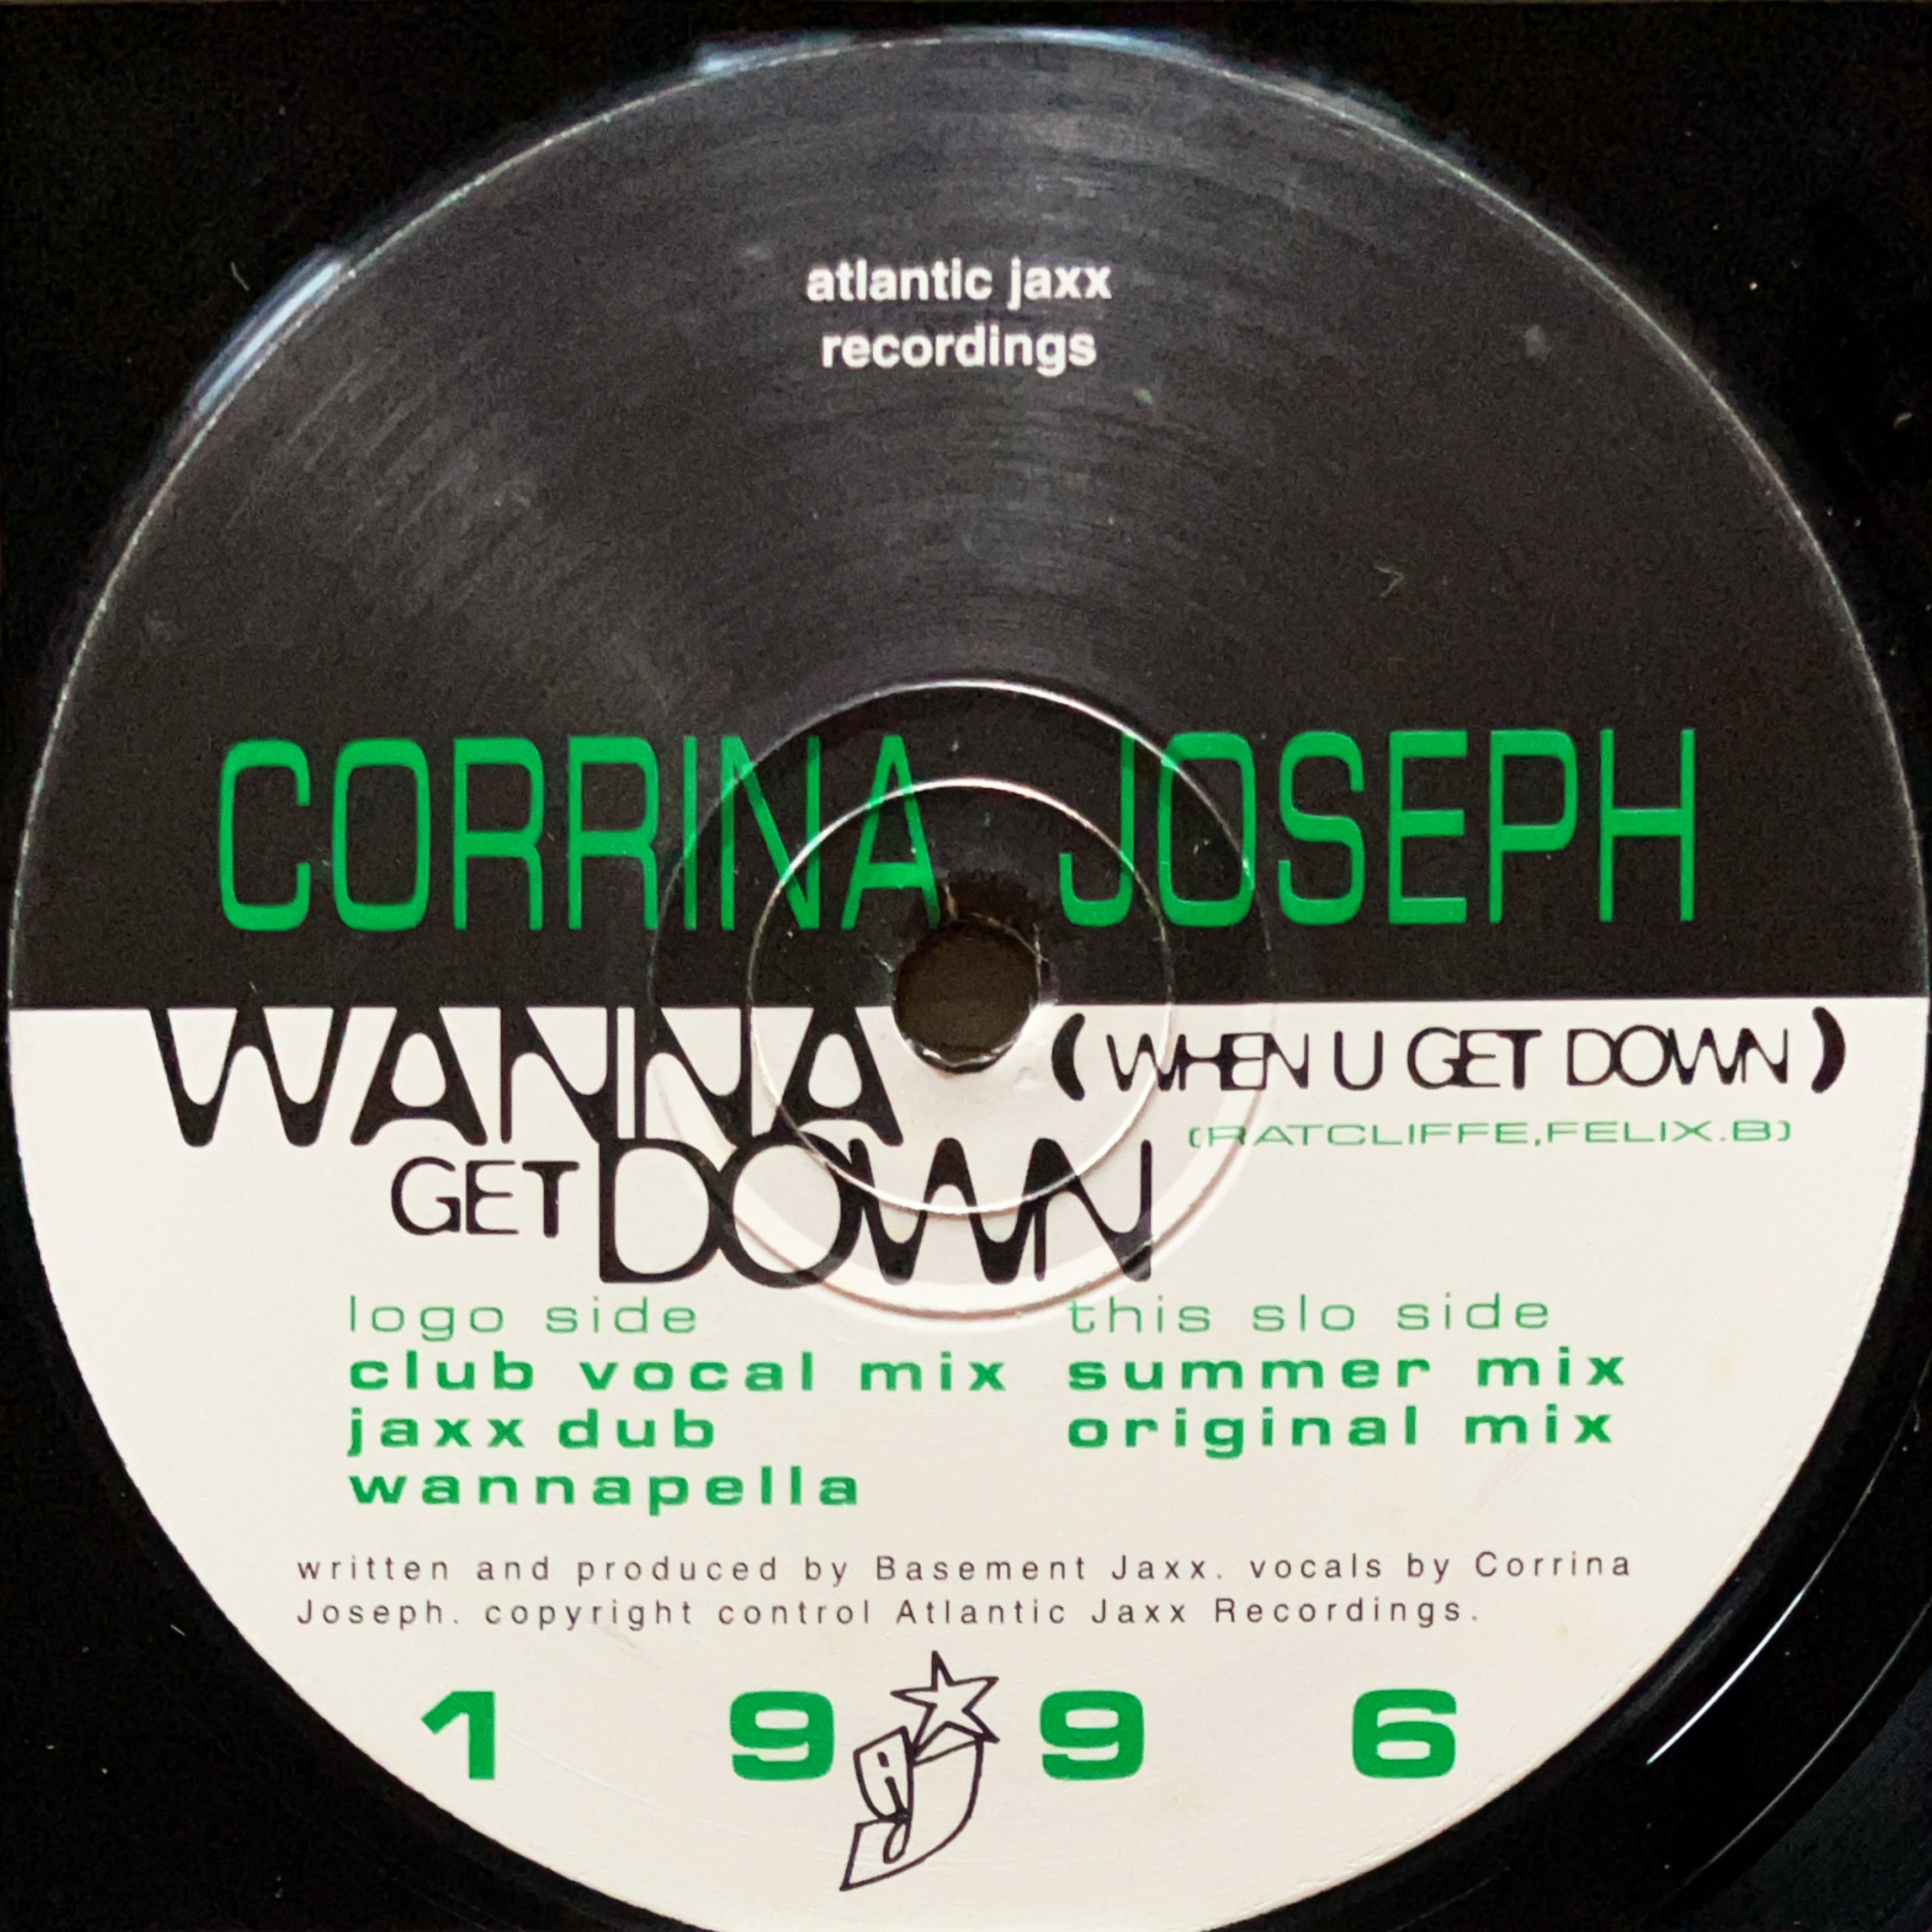 atlantic jaxx
recordings
CORRINA JOSEPH
WANNA
GET DOWN
(WHEN U GET DOWN)
(RATCLIFFE,FELIX.B)
logo side
club vocal mix
jaxx dub
wannapella
this slo side
summer mix
original mix
written and produced by Basement Jaxx. vocals by Corrina
Joseph. copyright control Atlantic Jaxx Recordings.
1 9 9 6
A J